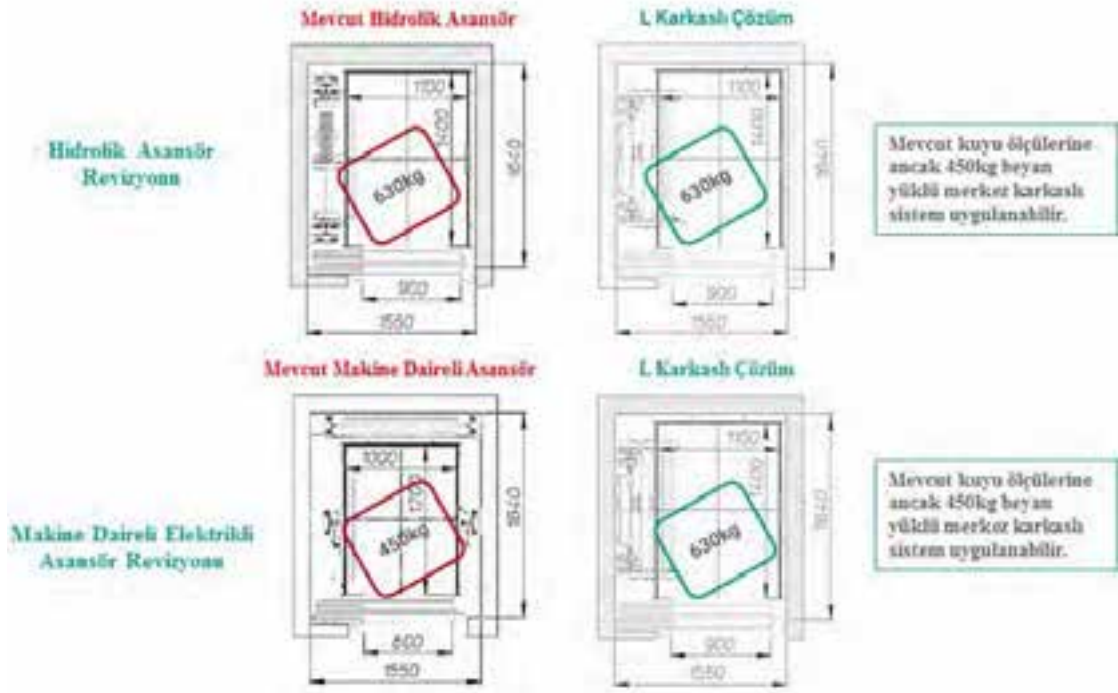 Mevcut Hidrolik Asansör
L Karkaslı Çözüm
Hidrolik Asansör
Revizyonu
1100
1400
630kg
1640
900
1550
1100
1400
630kg
1640
900
1550
Mevcut kuyu ölçülerine
ancak 450kg beyan
yüklü merkez karkaslı
sistem uygulanabilir.
Mevcut Makine Daireli Asansör
L Karkaslı Çözüm
Makine Daireli Elektrikli
Asansör Revizyonu
1000
1200
450kg
1840
800
1550
1100
1400
630kg
1840
900
1550
Mevcut kuyu ölçülerine
ancak 450kg beyan
yüklü merkez karkaslı
sistem uygulanabilir.